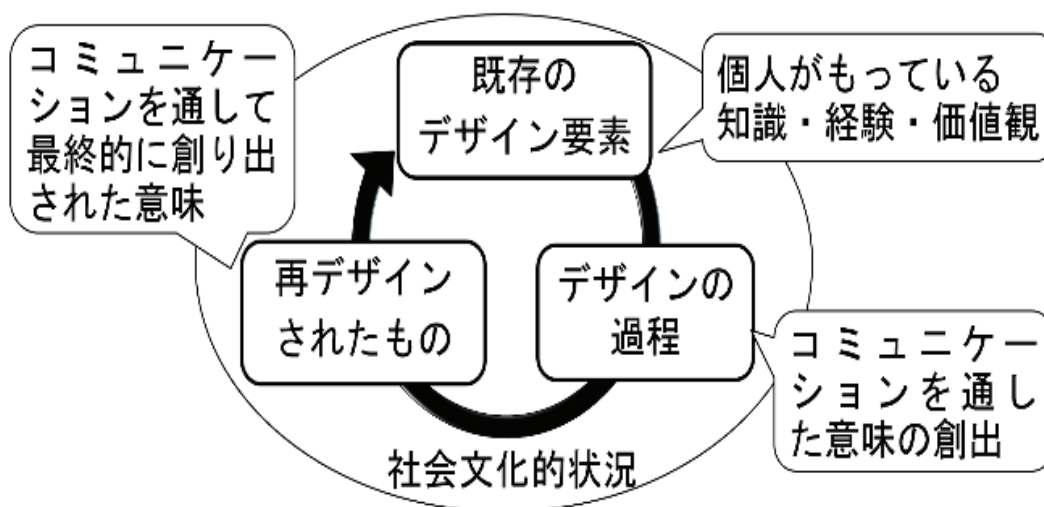 既存の
デザイン要素
個人がもっている
知識・経験・価値観
デザインの
過程
コミュニケー
ションを通し
た意味の創出
再デザイン
されたもの
コミュニケー
ションを通して
最終的に創り出
された意味
社会文化的状況